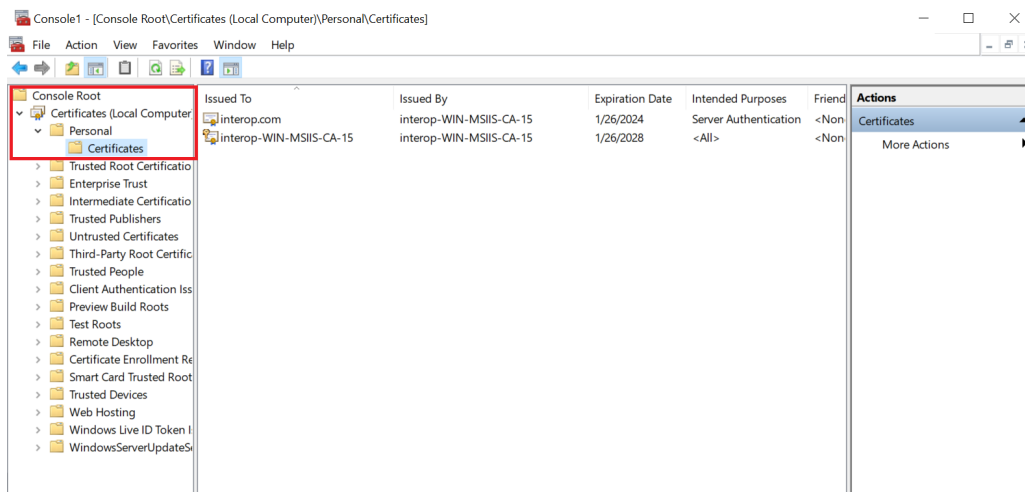 Console1 - [Console Root\Certificates (Local Computer)\Personal\Certificates]
File Action View Favorites Window Help
Console Root
Certificates (Local Computer
Personal
Certificates
Trusted Root Certificatio
Enterprise Trust
Intermediate Certificatio
Trusted Publishers
Untrusted Certificates
Third-Party Root Certific
Trusted People
Client Authentication Iss
Preview Build Roots
Test Roots
Remote Desktop
Certificate Enrollment Re
Smart Card Trusted Root
Trusted Devices
Web Hosting
Windows Live ID Token I
WindowsServerUpdateSe
Issued To Issued By Expiration Date Intended Purposes Friend
interop.com interop-WIN-MSIIS-CA-15 1/26/2024 Server Authentication <Non
interop-WIN-MSIIS-CA-15 interop-WIN-MSIIS-CA-15 1/26/2028 <All> <Non
Actions
Certificates
More Actions